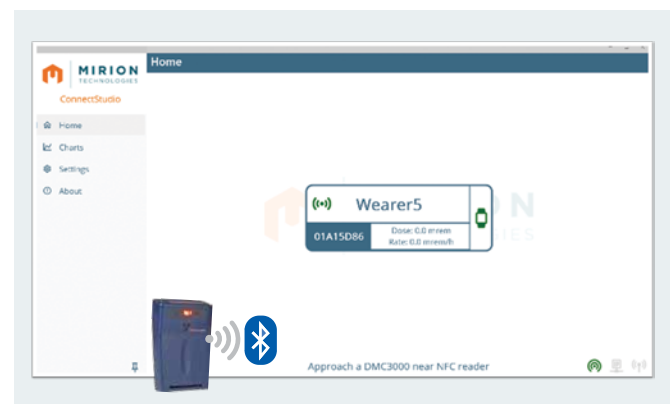 MIRION
TECHNOLOGIES
ConnectStudio
Home
Charts
Settings
About
Home
Wearer5
01A15D86
Dose: 0.0 mrem
Rate: 0.0 mrem/h
Approach a DMC3000 near NFC reader